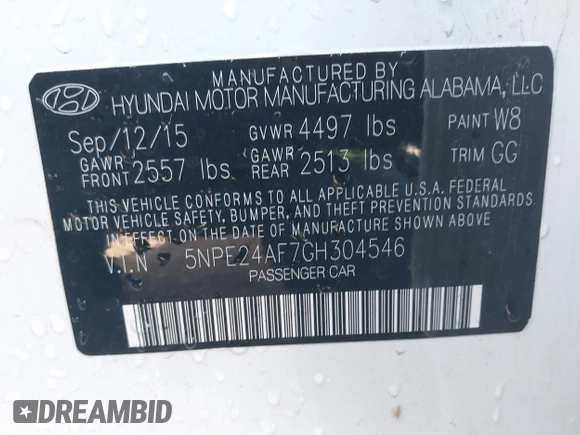 MANUFACTURED BY
HYUNDAI MOTOR MANUFACTURING ALABAMA, LLC
Sep/12/15 GVWR 4497 lbs PAINT W8
GAWR FRONT 2557 lbs GAWR REAR 2513 lbs TRIM GG
THIS VEHICLE CONFORMS TO ALL APPLICABLE U.S.A. FEDERAL
MOTOR VEHICLE SAFETY, BUMPER, AND THEFT PREVENTION STANDARDS
IN EFFECT ON THE DATE OF MANUFACTURE SHOWN ABOVE
V.I.N 5NPE24AF7GH304546
PASSENGER CAR
DREAMBID